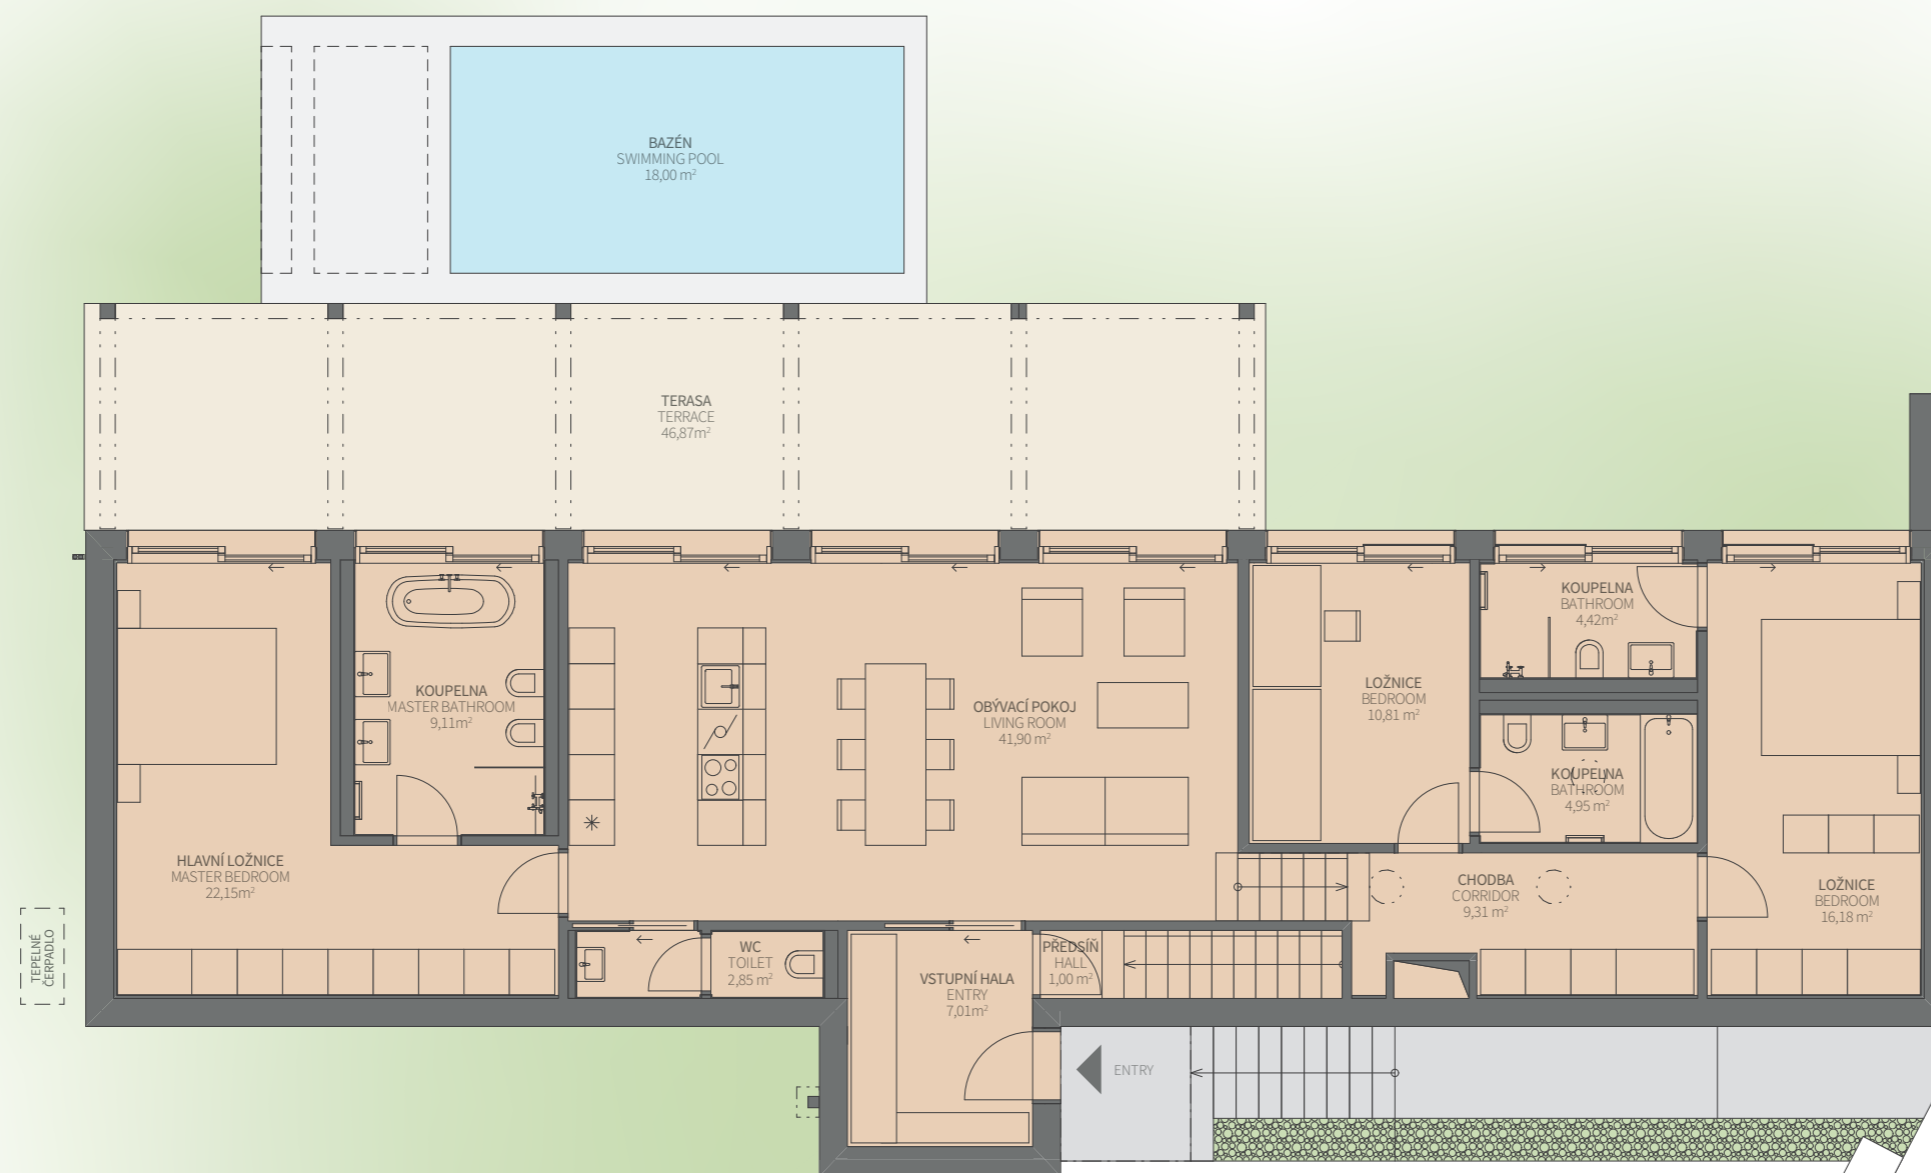 BAZÉN
SWIMMING POOL
18,00 m²
TERASA
TERRACE
46,87m²
KOUPELNA
BATHROOM
4,42m²
KOUPELNA
MASTER BATHROOM
9,11m²
OBÝVACÍ POKOJ
LIVING ROOM
41,90 m²
LOŽNICE
BEDROOM
10,81 m²
KOUPELNA
BATHROOM
4,95 m²
HLAVNÍ LOŽNICE
MASTER BEDROOM
22,15m²
CHODBA
CORRIDOR
9,31 m²
LOŽNICE
BEDROOM
16,18 m²
TEPELNÉ
ČERPADLO
WC
TOILET
2,85 m²
VSTUPNÍ HALA
ENTRY
7,01m²
PŘEDSÍŇ
HALL
1,00 m²
ENTRY